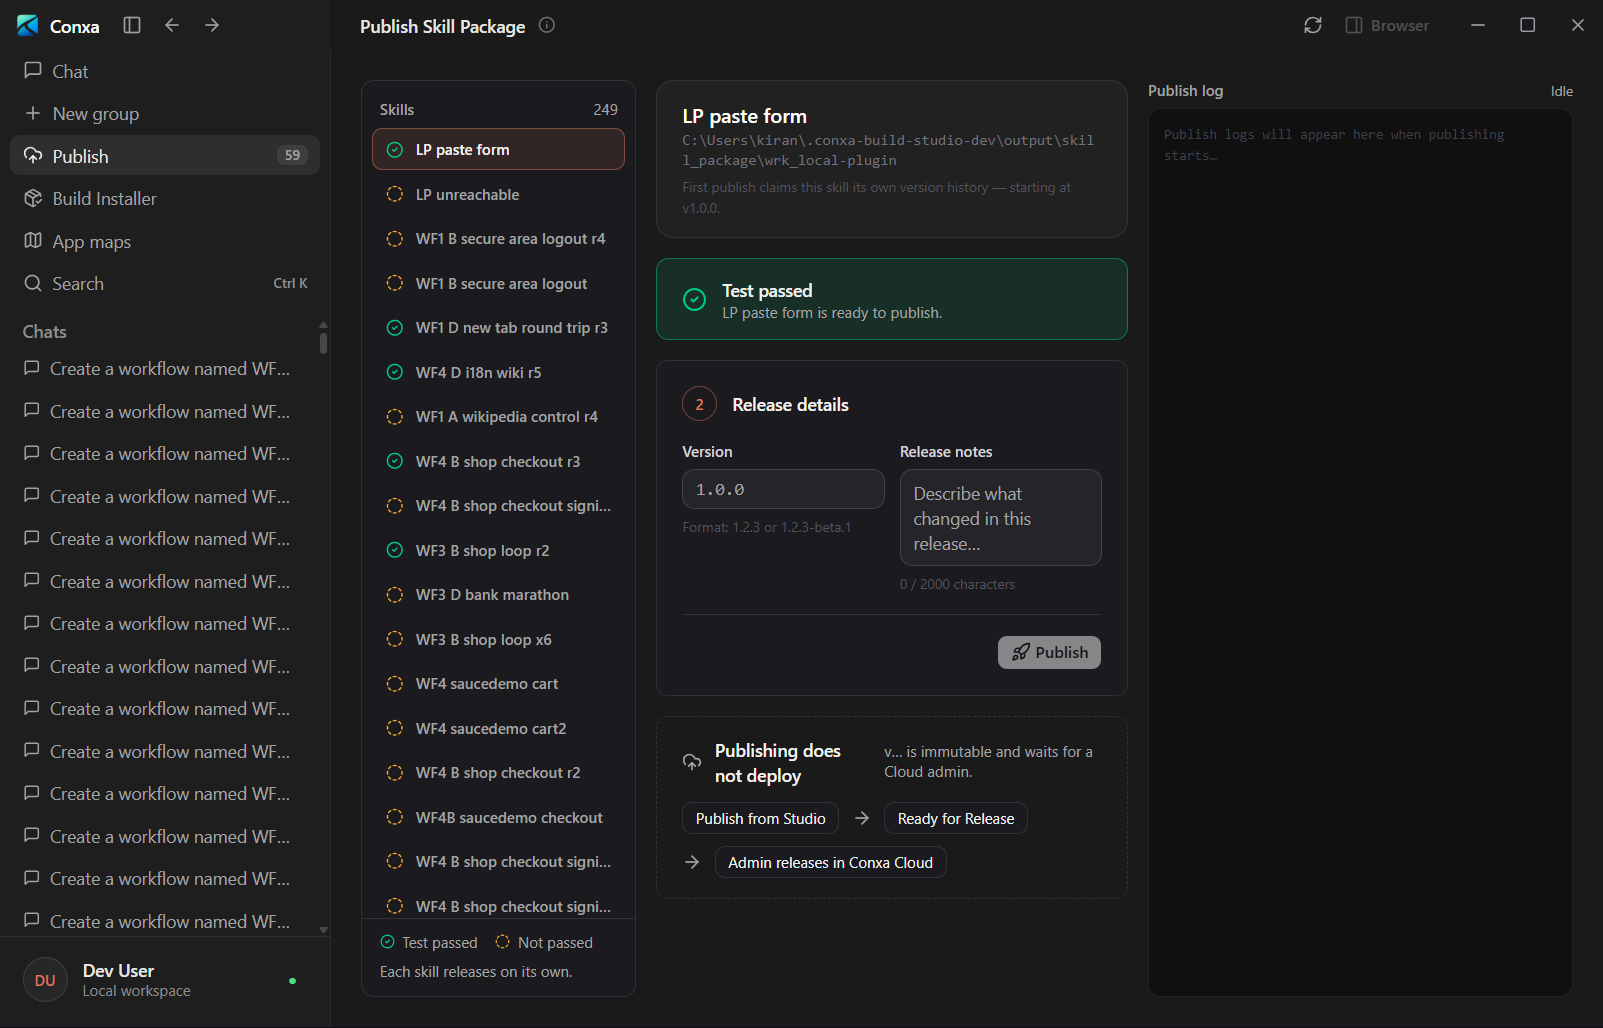 Conxa
Chat
New group
Publish 59
Build Installer
App maps
Search Ctrl K
Chats
Create a workflow named WF...
Create a workflow named WF...
Create a workflow named WF...
Create a workflow named WF...
Create a workflow named WF...
Create a workflow named WF...
Create a workflow named WF...
Create a workflow named WF...
Create a workflow named WF...
Create a workflow named WF...
Create a workflow named WF...
Create a workflow named WF...
Create a workflow named WF...
Create a workflow named WF...
DU
Dev User
Local workspace
Publish Skill Package
Browser
Skills 249
LP paste form
LP unreachable
WF1 B secure area logout r4
WF1 B secure area logout
WF1 D new tab round trip r3
WF4 D i18n wiki r5
WF1 A wikipedia control r4
WF4 B shop checkout r3
WF4 B shop checkout signi...
WF3 B shop loop r2
WF3 D bank marathon
WF3 B shop loop x6
WF4 saucedemo cart
WF4 saucedemo cart2
WF4 B shop checkout r2
WF4B saucedemo checkout
WF4 B shop checkout signi...
WF4 B shop checkout signi...
Test passed Not passed
Each skill releases on its own.
LP paste form
C:\Users\kiran\.conxa-build-studio-dev\output\skil
l_package\wrk_local-plugin
First publish claims this skill its own version history — starting at
v1.0.0.
Test passed
LP paste form is ready to publish.
2 Release details
Version
1.0.0
Format: 1.2.3 or 1.2.3-beta.1
Release notes
Describe what
changed in this
release...
0 / 2000 characters
Publish
Publishing does
not deploy
v... is immutable and waits for a
Cloud admin.
Publish from Studio → Ready for Release
→ Admin releases in Conxa Cloud
Publish log Idle
Publish logs will appear here when publishing
starts…